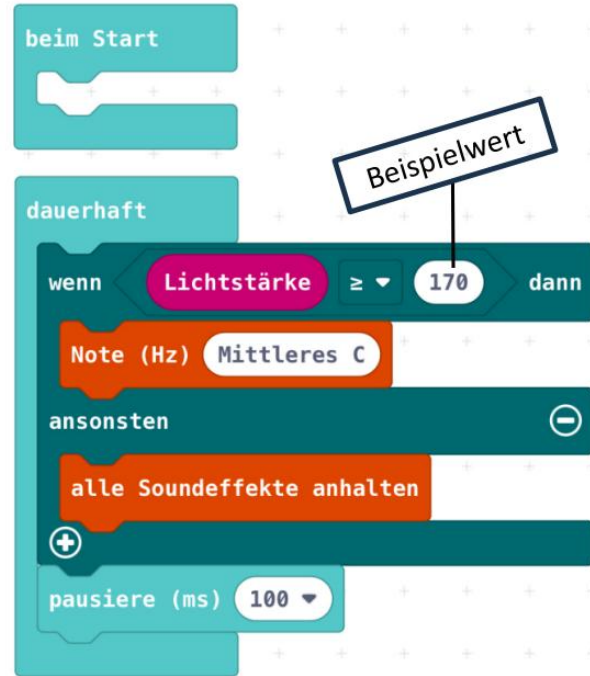 beim Start
Beispielwert
dauerhaft
wenn Lichtstärke ≥ 170 dann
Note (Hz) Mittleres C
ansonsten
alle Soundeffekte anhalten
pausiere (ms) 100